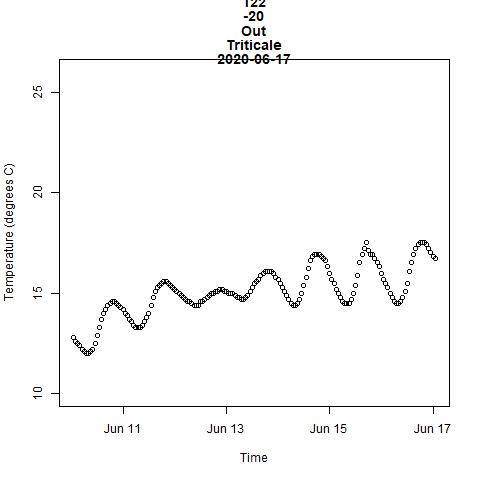 122
-20
Out
Triticale
2020-06-17
Temperature (degrees C)
25
20
15
10
Jun 11
Jun 13
Jun 15
Jun 17
Time